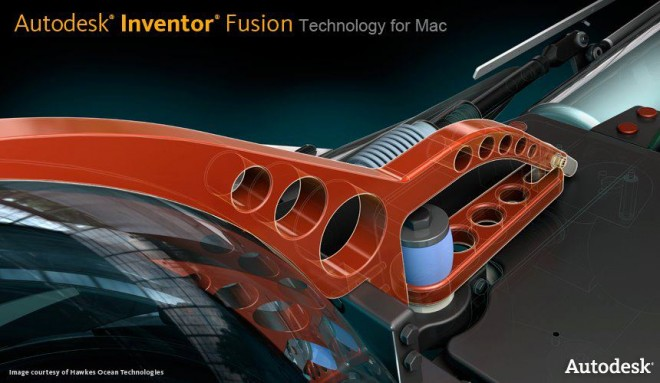 Autodesk® Inventor® Fusion Technology for Mac
Image courtesy of Hawkes Ocean Technologies
Autodesk®